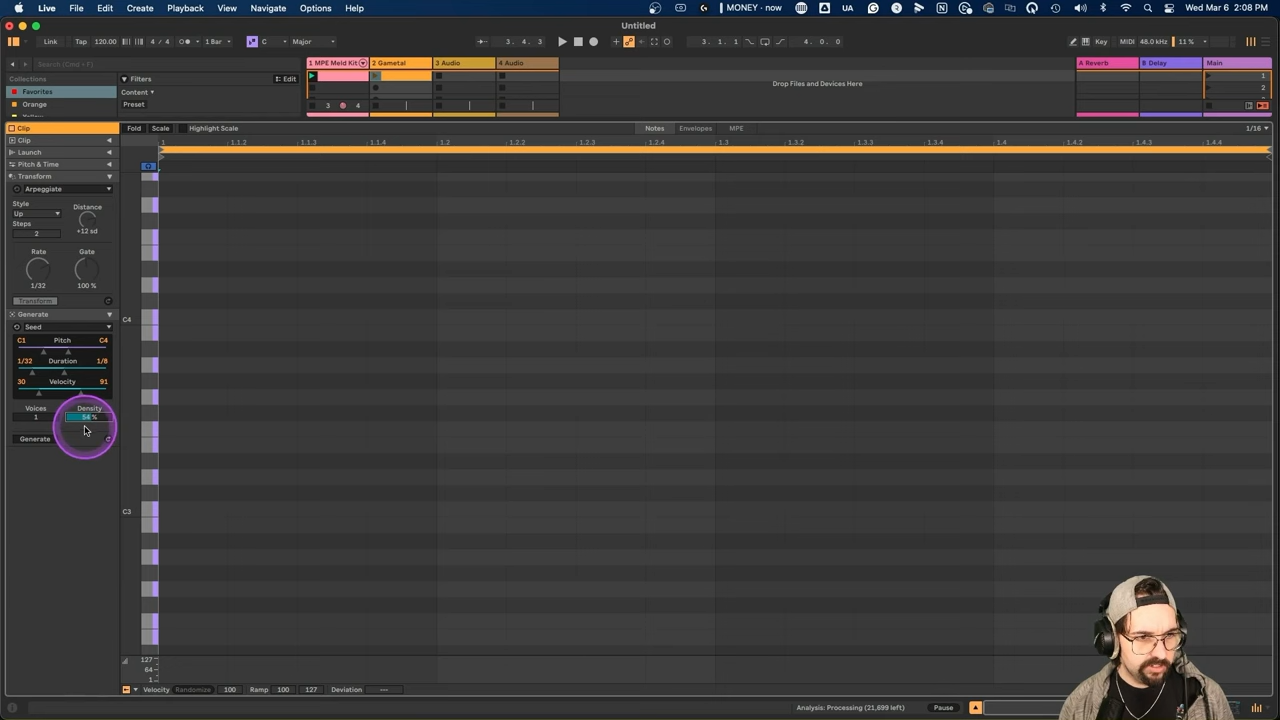 Live File Edit Create Playback View Navigate Options Help MONEY - now UA Wed Mar 6 2:08 PM
Untitled
Link Tap 120.00 4 / 4 1 Bar C Major 3. 4. 3 3. 1. 1 4. 0. 0 Key MIDI 48.0 kHz 11 %
Search (Cmd + F)
1 MPE Meld Kit 2 Gametal 3 Audio 4 Audio A Reverb B Delay Main
Collections Filters Edit
Favorites Content
Orange Preset
Drop Files and Devices Here
1
2
3 4
Clip Fold Scale Highlight Scale Notes Envelopes MPE 1/16
Clip
1 1.1.2 1.1.3 1.1.4 1.2 1.2.2 1.2.3 1.2.4 1.3 1.3.2 1.3.3 1.3.4 1.4 1.4.2 1.4.3 1.4.4
Launch
Pitch & Time
Transform
Arpeggiate
Style Distance
Up
Steps
2 +12 sd
Rate Gate
1/32 100 %
Transform
Generate
C4
Seed
C1 Pitch C4
1/32 Duration 1/8
30 Velocity 91
Voices Density
1 54 %
Generate
C3
127
64
1
Velocity Randomize 100 Ramp 100 127 Deviation ---
Analysis: Processing (21,699 left) Pause